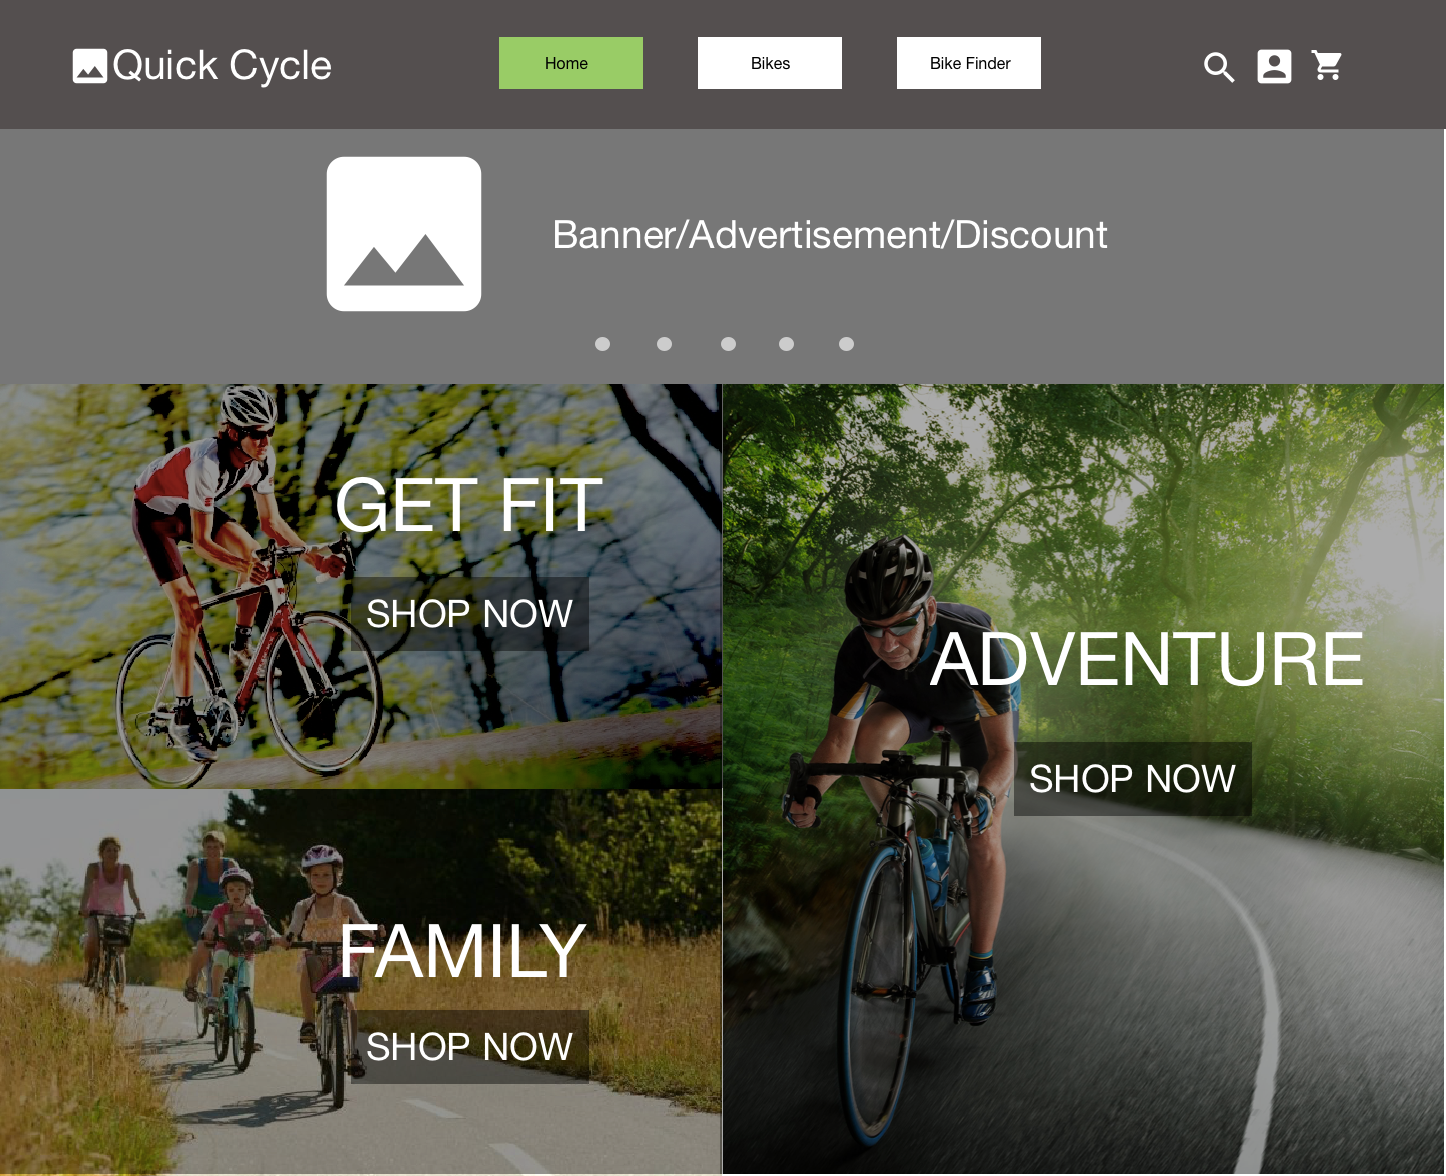 Quick Cycle
Home
Bikes
Bike Finder
Banner/Advertisement/Discount
GET FIT
SHOP NOW
ADVENTURE
SHOP NOW
FAMILY
SHOP NOW